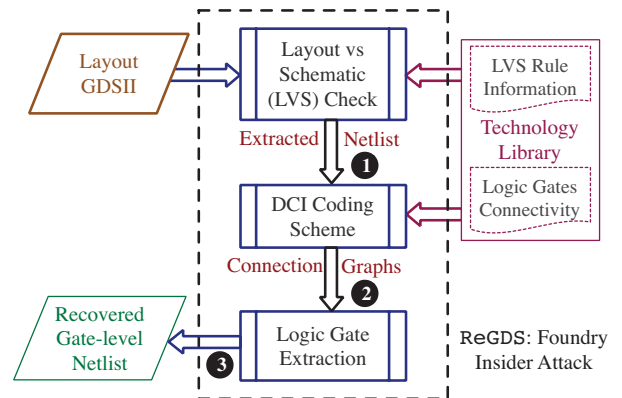 Layout
GDSII
Layout vs
Schematic
(LVS) Check
LVS Rule
Information
Technology
Library
Logic Gates
Connectivity
Extracted Netlist
1
DCI Coding
Scheme
Connection Graphs
2
Recovered
Gate-level
Netlist
3
Logic Gate
Extraction
ReGDS: Foundry
Insider Attack